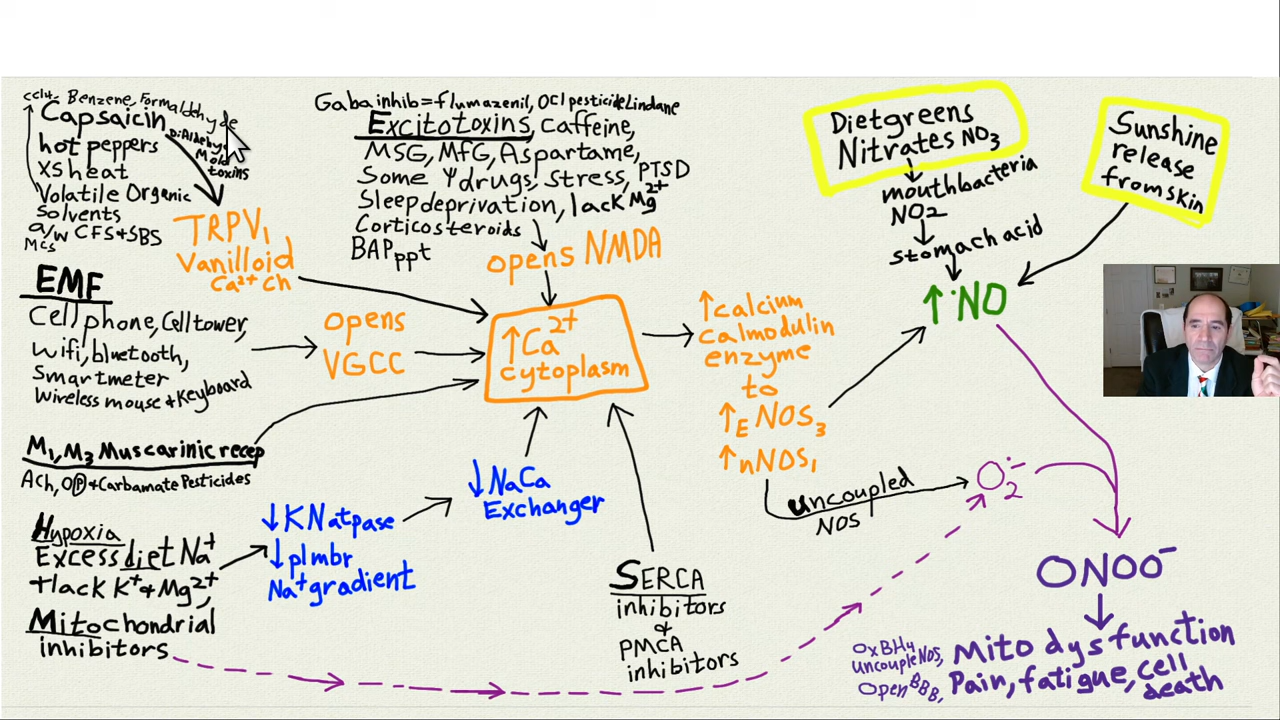 ccl4, Benzene, Formaldehyde
Capsaicin
Dialdehyde
Mold
toxins
hot peppers
XS heat
Volatile Organic
Solvents
a/w CFS + SBS
MCS
TRPV1
Vanilloid
Ca2+ Ch
EMF
Cell phone, Cell tower,
Wifi, bluetooth,
Smartmeter
Wireless mouse + Keyboard
opens
VGCC
M1, M3 Muscarinic recep
Ach, OP + Carbamate Pesticides
Hypoxia
Excess diet Na+
+ lack K+ + Mg2+,
Mitochondrial
inhibitors
↓KNatpase
↓plmbr
Na+ gradient
↓NaCa
Exchanger
Gaba inhib = flumazenil, OCl pesticide Lindane
Excitotoxins, Caffeine,
MSG, MfG, Aspartame,
Some Ψ drugs, stress, PTSD
Sleep deprivation, lack Mg2+
Corticosteroids
BAPppt
opens NMDA
↑Ca2+
cytoplasm
SERCA
inhibitors
+
PMCA
inhibitors
↑calcium
calmodulin
enzyme
to
↑ENOS3
↑nNOS1
uncoupled
NOS
Dietgreens
Nitrates NO3
mouthbacteria
NO2
stomach acid
Sunshine
release
from skin
↑·NO
O2·-
ONOO-
OxBH4
uncouple NOS,
Open BBB,
Mito dysfunction
Pain, fatigue, cell
death